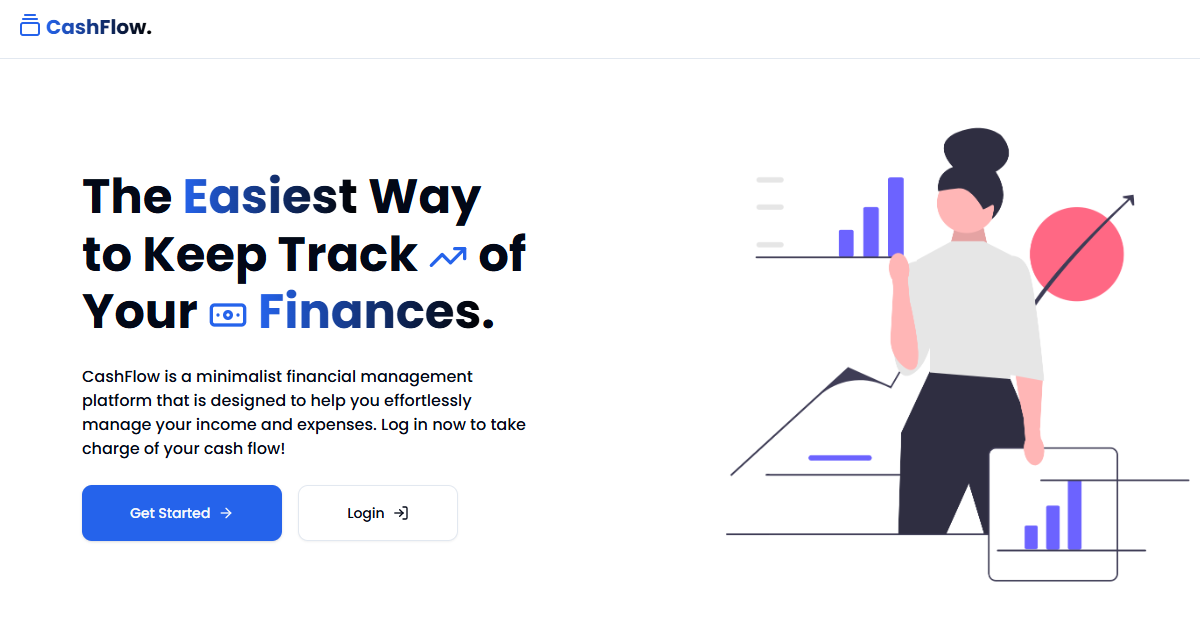 CashFlow.
The Easiest Way
to Keep Track of
Your Finances.
CashFlow is a minimalist financial management
platform that is designed to help you effortlessly
manage your income and expenses. Log in now to take
charge of your cash flow!
Get Started
Login